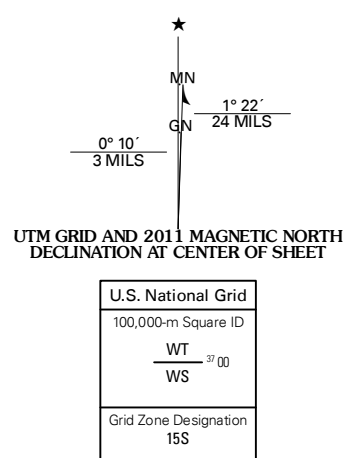 ★
MN
1° 22´
24 MILS
GN
0° 10´
3 MILS
UTM GRID AND 2011 MAGNETIC NORTH
DECLINATION AT CENTER OF SHEET
U.S. National Grid
100,000-m Square ID
WT
37 00
WS
Grid Zone Designation
15S